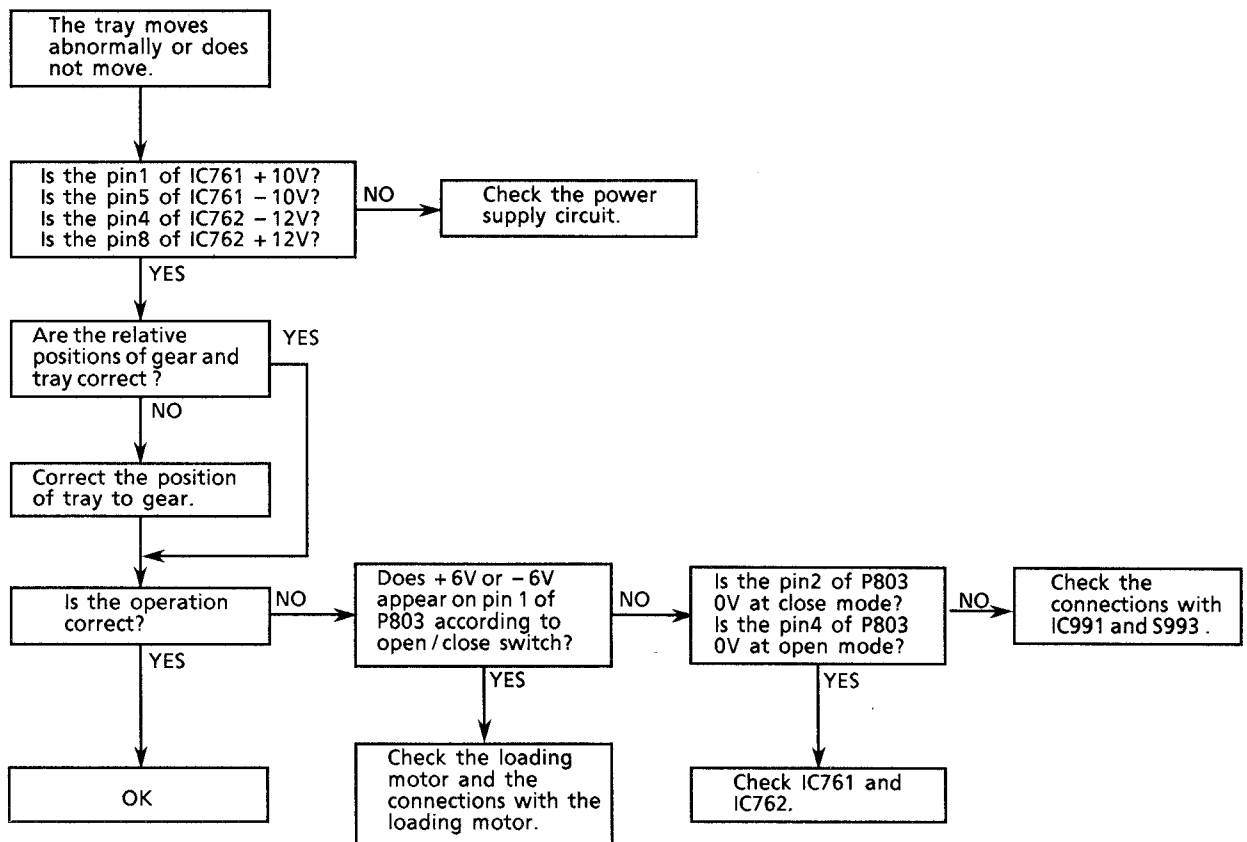 The tray moves
abnormally or does
not move.
Is the pin1 of IC761 +10V?
Is the pin5 of IC761 −10V?
Is the pin4 of IC762 −12V?
Is the pin8 of IC762 +12V?
NO
Check the power
supply circuit.
YES
Are the relative
positions of gear and
tray correct ?
YES
NO
Correct the position
of tray to gear.
Is the operation
correct?
NO
Does +6V or −6V
appear on pin 1 of
P803 according to
open / close switch?
NO
Is the pin2 of P803
0V at close mode?
Is the pin4 of P803
0V at open mode?
NO
Check the
connections with
IC991 and S993 .
YES
YES
YES
OK
Check the loading
motor and the
connections with the
loading motor.
Check IC761 and
IC762.